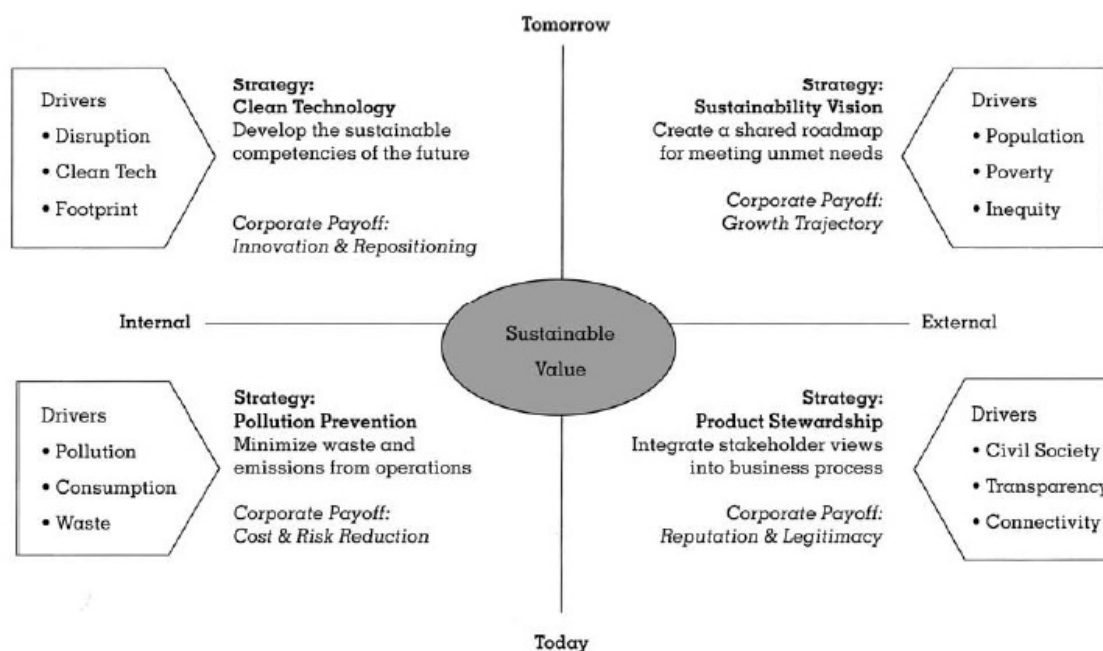 Tomorrow
Drivers
• Disruption
• Clean Tech
• Footprint
Strategy:
Clean Technology
Develop the sustainable
competencies of the future
Corporate Payoff:
Innovation & Repositioning
Strategy:
Sustainability Vision
Create a shared roadmap
for meeting unmet needs
Corporate Payoff:
Growth Trajectory
Drivers
• Population
• Poverty
• Inequity
Internal
Sustainable
Value
External
Drivers
• Pollution
• Consumption
• Waste
Strategy:
Pollution Prevention
Minimize waste and
emissions from operations
Corporate Payoff:
Cost & Risk Reduction
Strategy:
Product Stewardship
Integrate stakeholder views
into business process
Corporate Payoff:
Reputation & Legitimacy
Drivers
• Civil Society
• Transparency
• Connectivity
Today